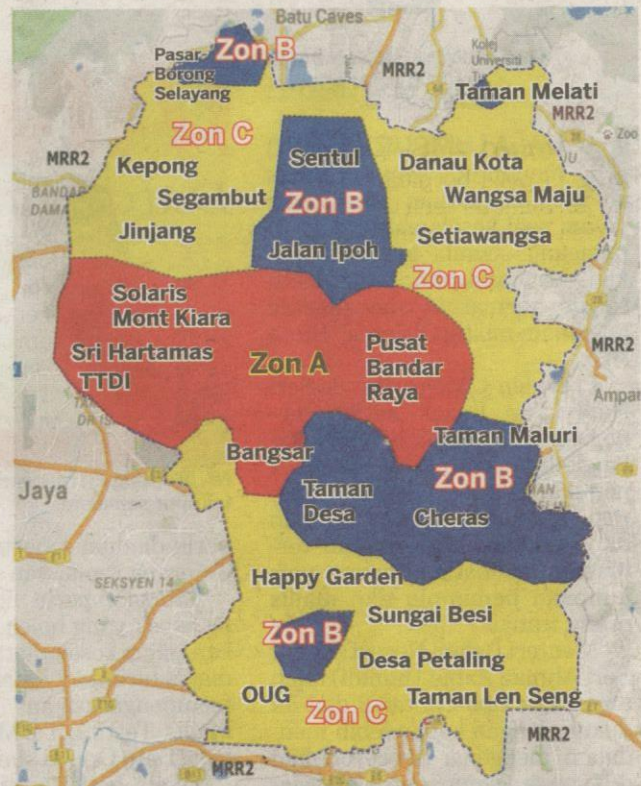 Batu Caves
Zon B
Pasar
Borong
Selayang
MRR2
Kolej
Universiti
Taman Melati
MRR2
Zoo
Zon C
MRR2
Kepong
Sentul
Danau Kota
BANDAR
DAMA
Segambut
Zon B
Wangsa Maju
Jinjang
Jalan Ipoh
Setiawangsa
Zon C
Solaris
Mont Kiara
Sri Hartamas
TTDI
Zon A
Pusat
Bandar
Raya
MRR2
Ampan
Bangsar
Taman Maluri
Zon B
Jaya
Taman
Desa
Cheras
SEKSYEN 14
Happy Garden
Zon B
Sungai Besi
Desa Petaling
OUG
Zon C
Taman Len Seng
MRR2
MRR2